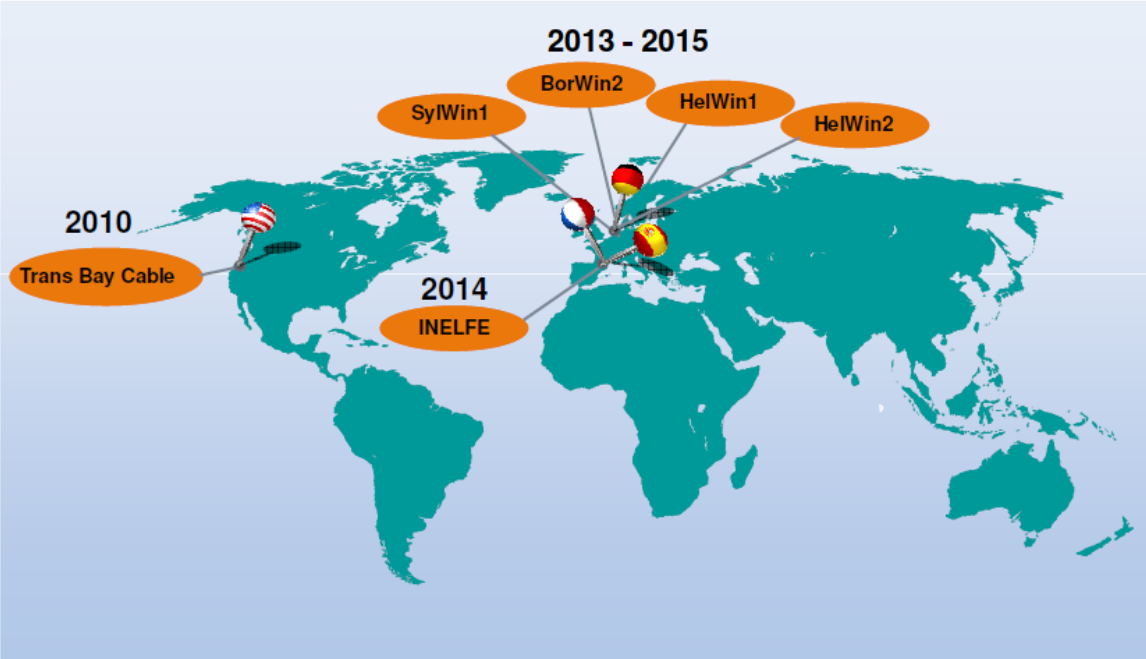 2013 - 2015
BorWin2
HelWin1
SylWin1
HelWin2
2010
Trans Bay Cable
2014
INELFE